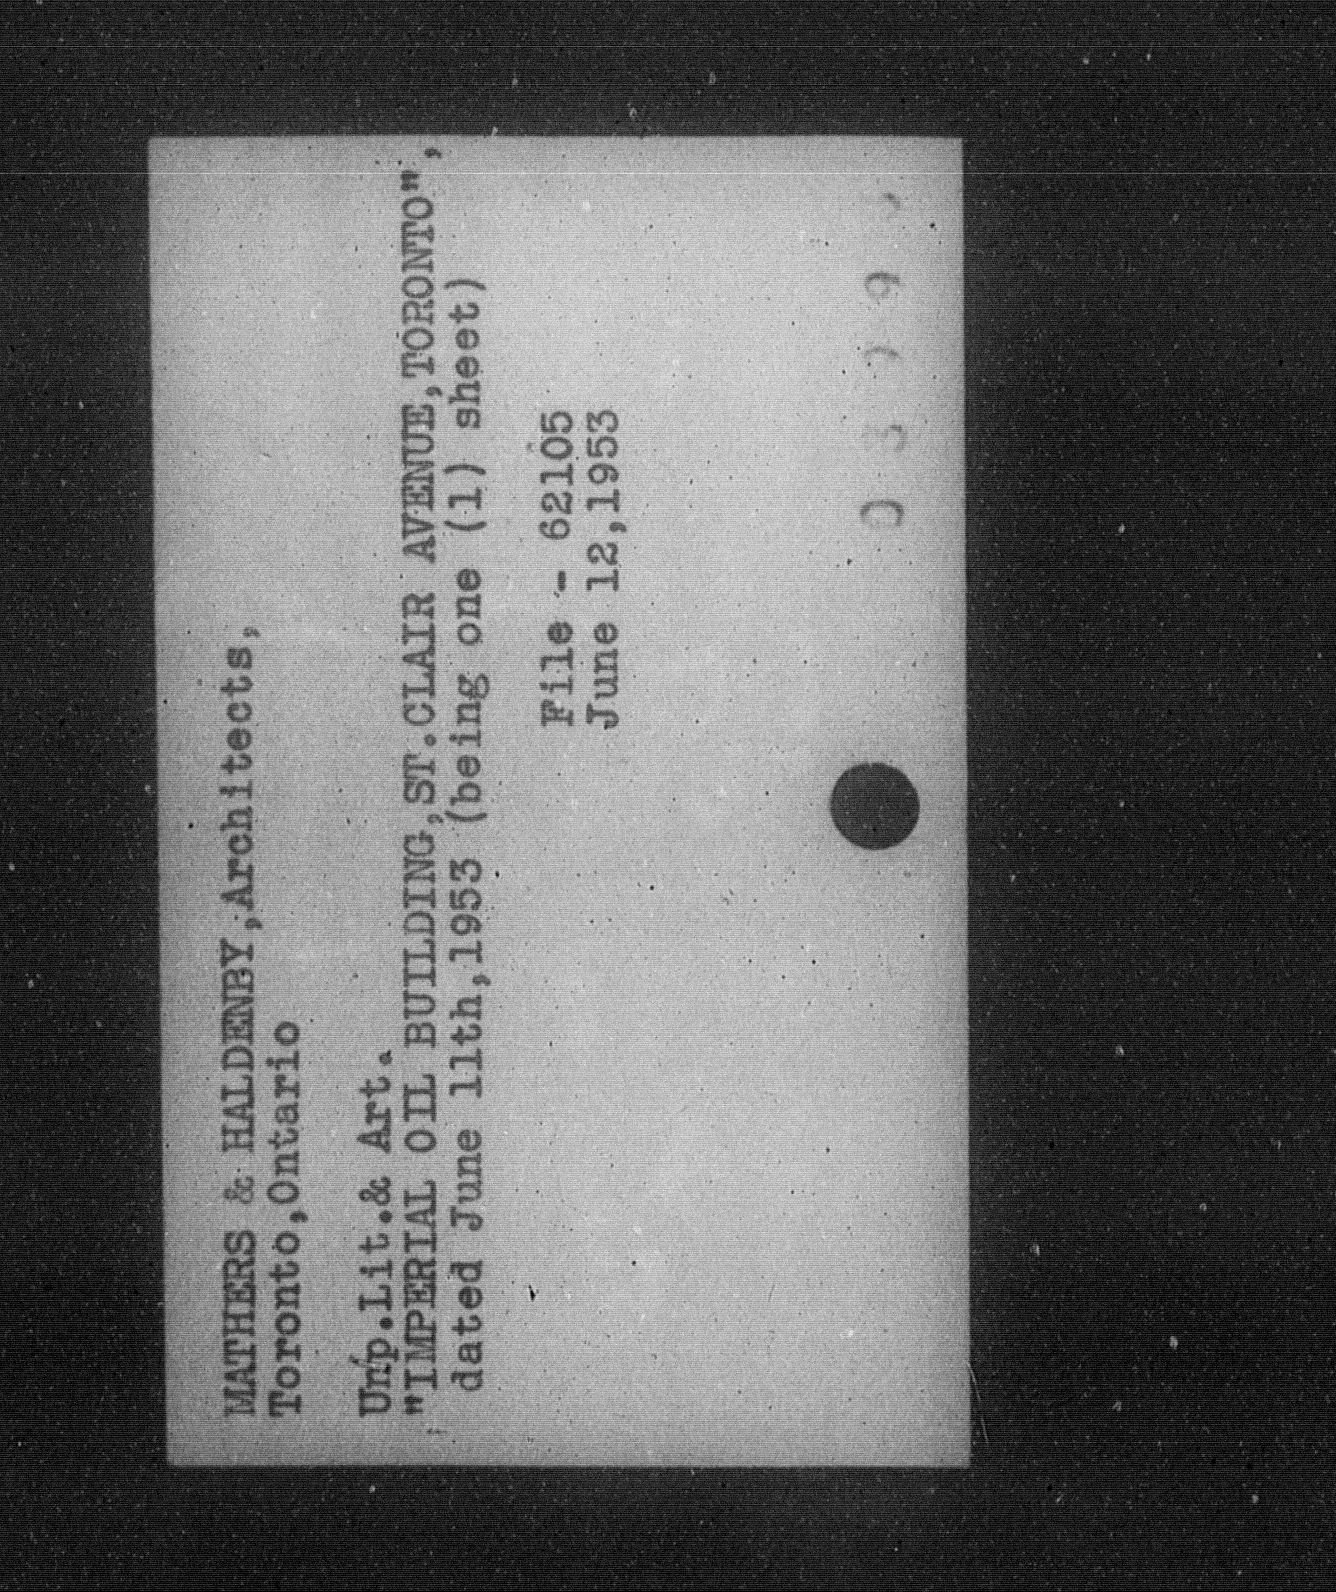 MATHERS & HALDENBY,Architects,
Toronto,Ontario
Unp.Lit.& Art.
"IMPERIAL OIL BUILDING,ST.CLAIR AVENUE,TORONTO",
dated June 11th,1953 (being one (1) sheet)
File - 62105
June 12,1953